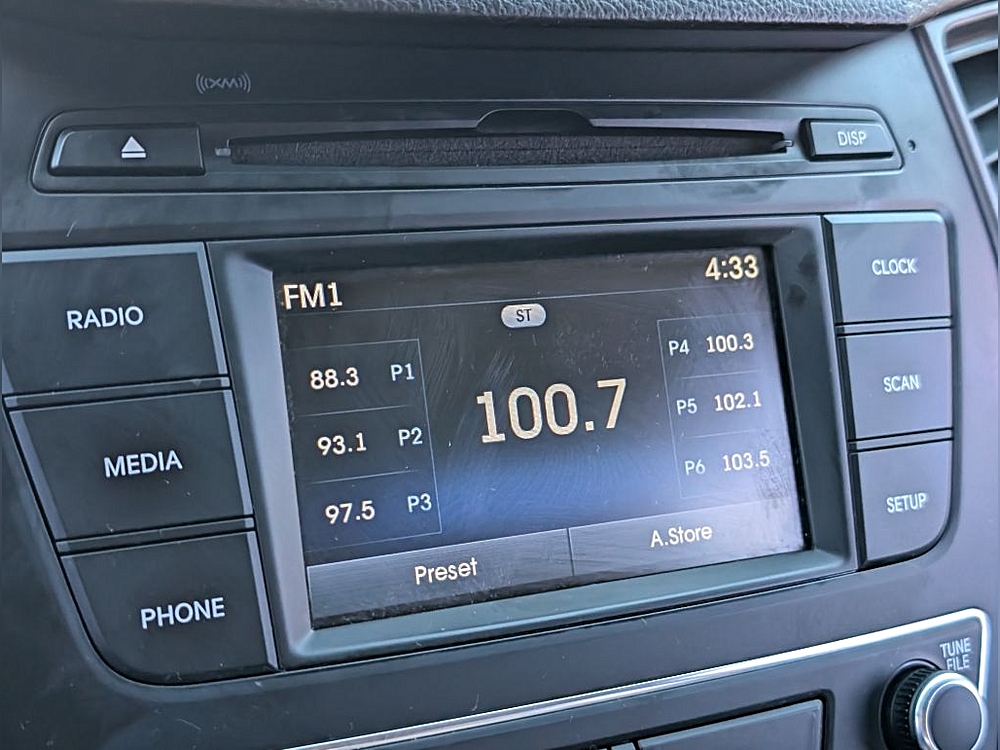 ((XM))
DISP
RADIO
MEDIA
PHONE
FM1
4:33
ST
88.3 P1
93.1 P2
97.5 P3
100.7
P4 100.3
P5 102.1
P6 103.5
Preset
A.Store
CLOCK
SCAN
SETUP
TUNE
FILE